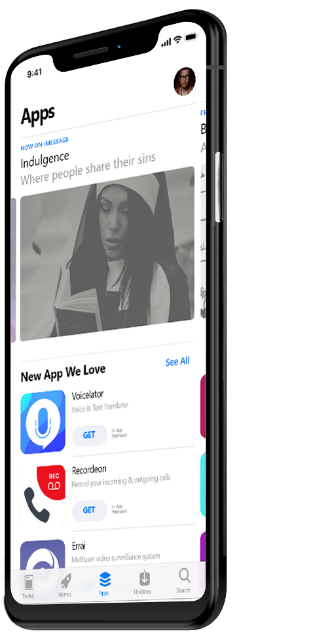 9:41
Apps
NOW ON IMESSAGE
Indulgence
Where people share their sins
FE
B
A
New App We Love
See All
Voicelator
Voice & Text Translator
GET
In-App
Purchases
REC
Recordeon
Record your incoming & outgoing calls
GET
In-App
Purchases
Errai
Multiuser video surveillance system
Today
Games
Apps
Updates
Search